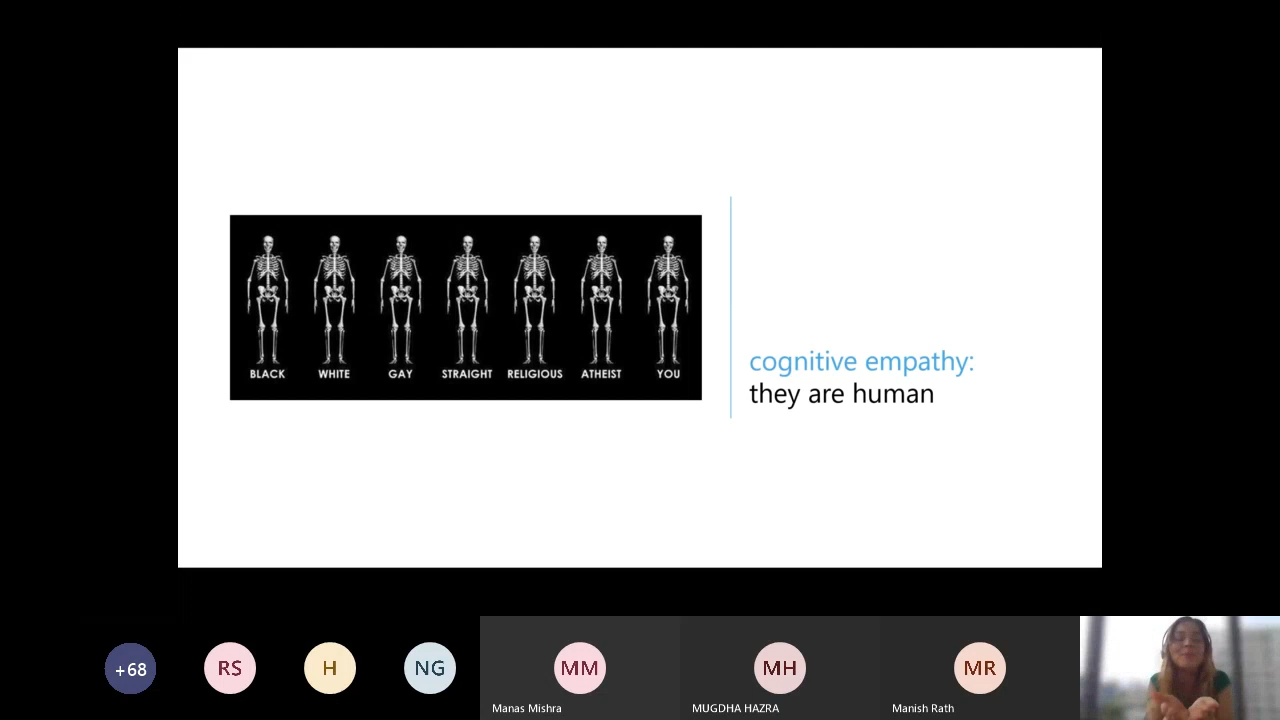 BLACK WHITE GAY STRAIGHT RELIGIOUS ATHEIST YOU
cognitive empathy:
they are human
+68 RS H NG MM MH MR
Manas Mishra MUGDHA HAZRA Manish Rath